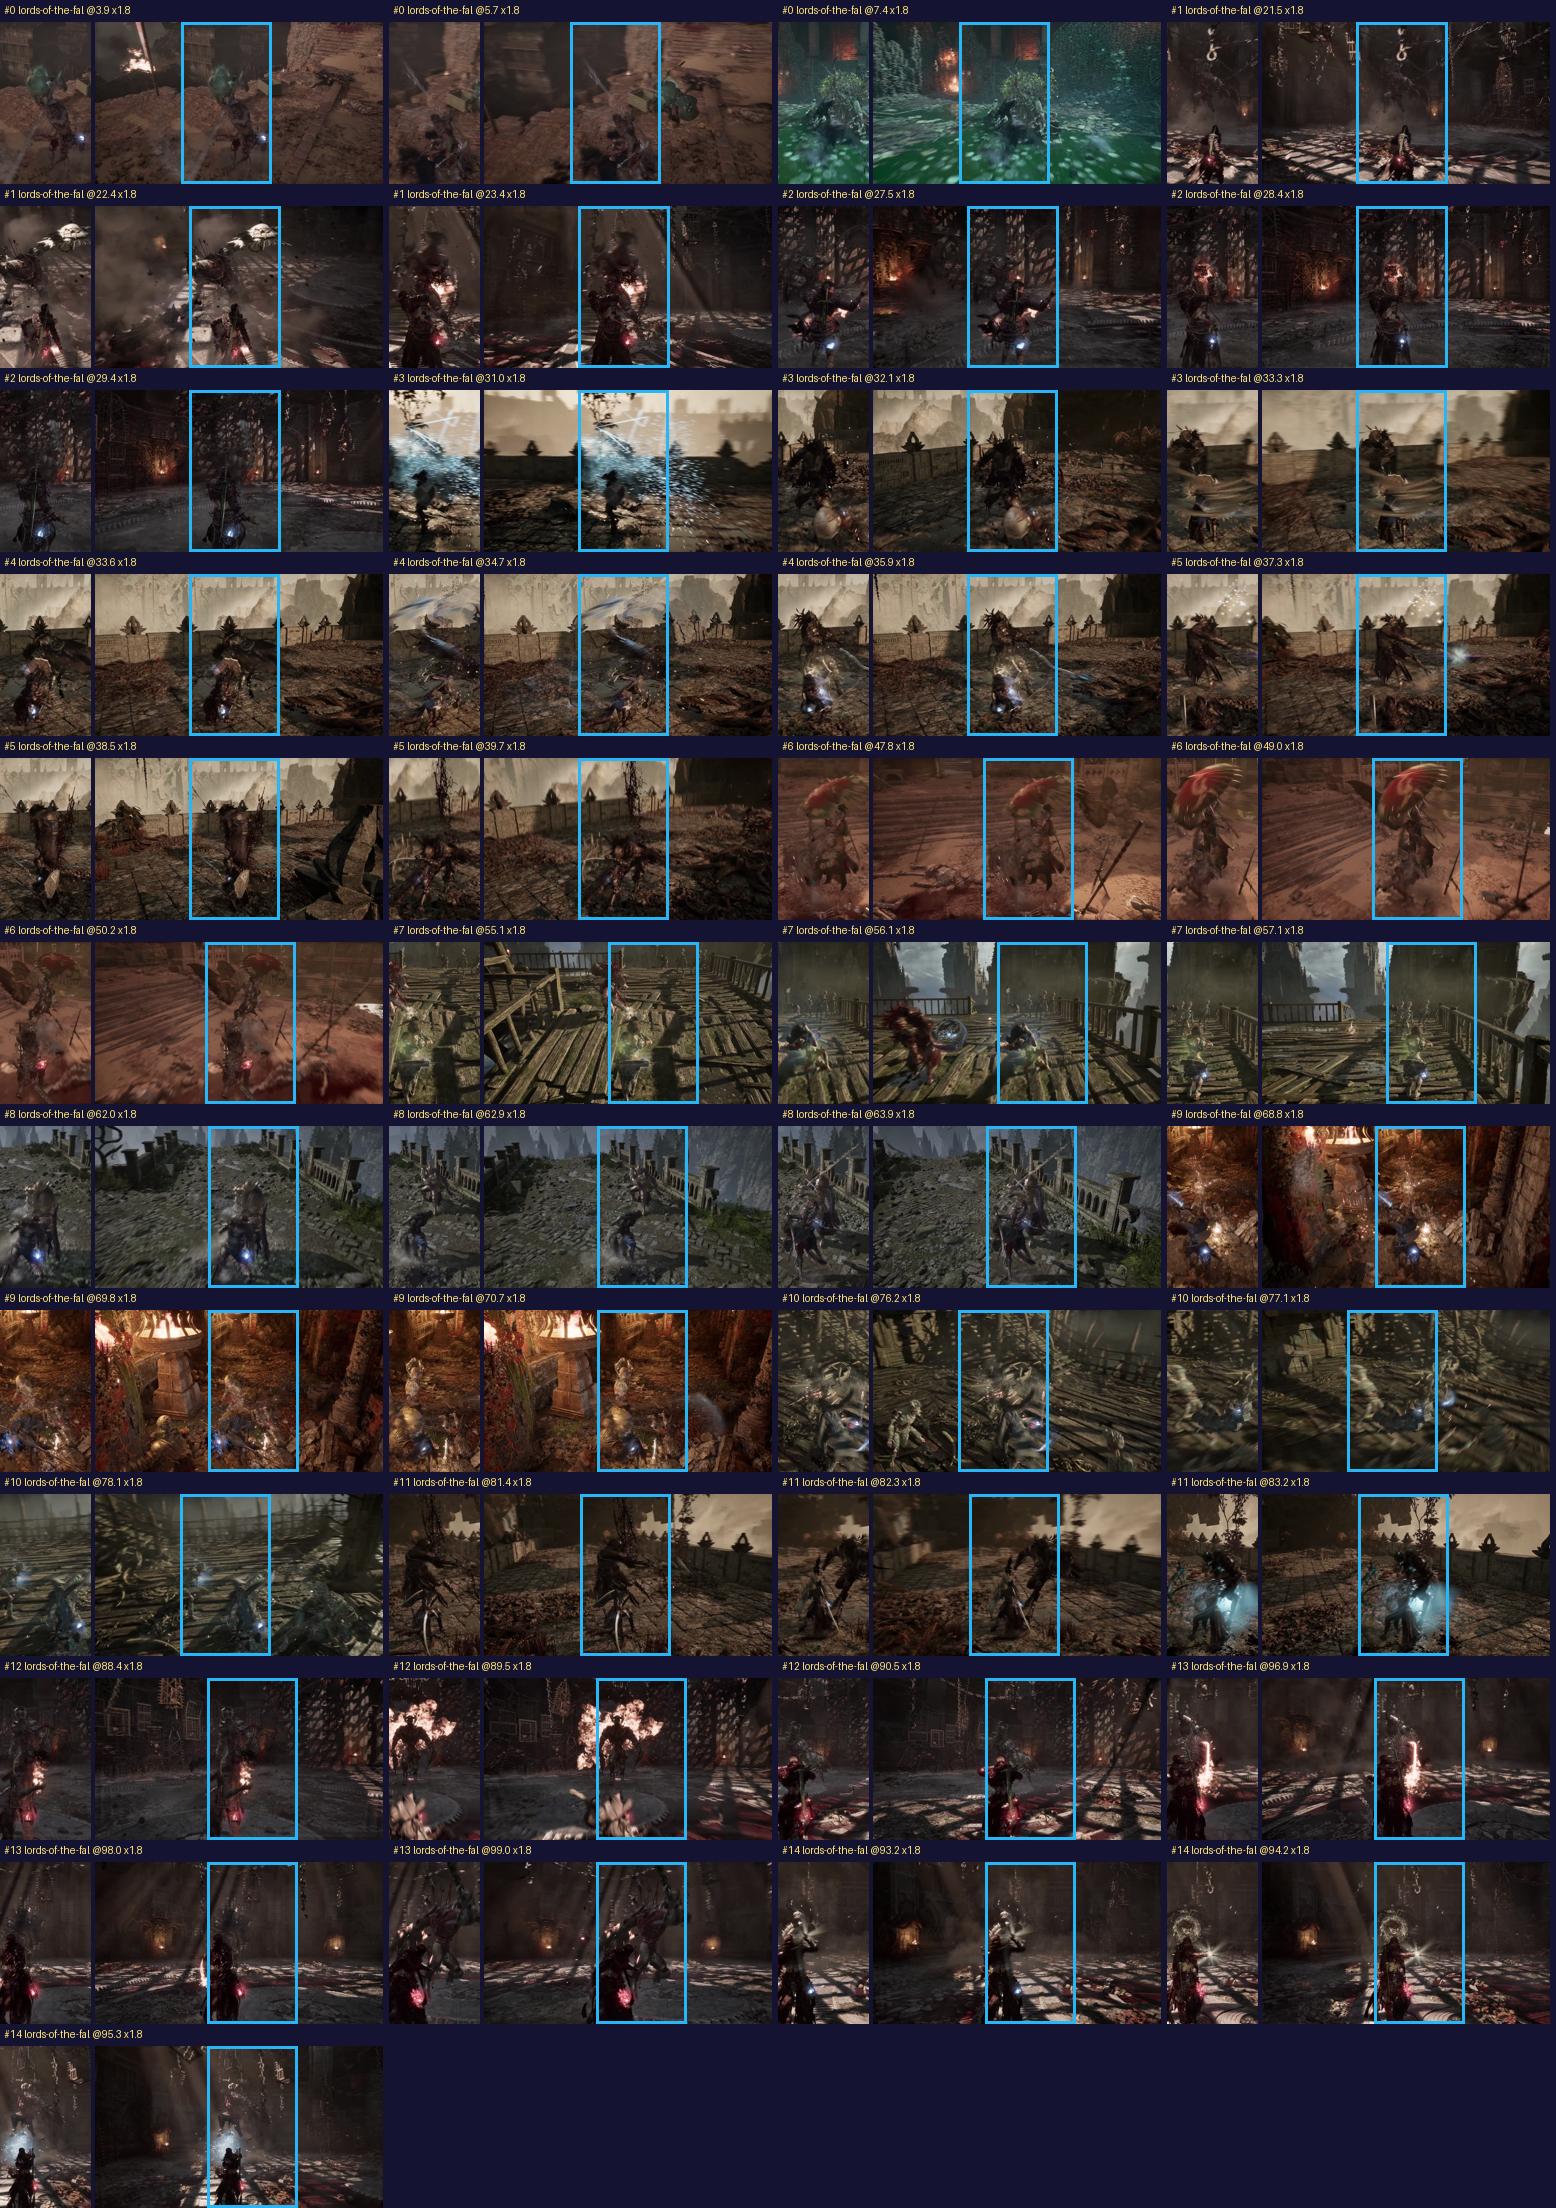 #0 lords-of-the-fal @3.9 x1.8
#0 lords-of-the-fal @5.7 x1.8
#0 lords-of-the-fal @7.4 x1.8
#1 lords-of-the-fal @21.5 x1.8
#1 lords-of-the-fal @22.4 x1.8
#1 lords-of-the-fal @23.4 x1.8
#2 lords-of-the-fal @27.5 x1.8
#2 lords-of-the-fal @28.4 x1.8
#2 lords-of-the-fal @29.4 x1.8
#3 lords-of-the-fal @31.0 x1.8
#3 lords-of-the-fal @32.1 x1.8
#3 lords-of-the-fal @33.3 x1.8
#4 lords-of-the-fal @33.6 x1.8
#4 lords-of-the-fal @34.7 x1.8
#4 lords-of-the-fal @35.9 x1.8
#5 lords-of-the-fal @37.3 x1.8
#5 lords-of-the-fal @38.5 x1.8
#5 lords-of-the-fal @39.7 x1.8
#6 lords-of-the-fal @47.8 x1.8
#6 lords-of-the-fal @49.0 x1.8
#6 lords-of-the-fal @50.2 x1.8
#7 lords-of-the-fal @55.1 x1.8
#7 lords-of-the-fal @56.1 x1.8
#7 lords-of-the-fal @57.1 x1.8
#8 lords-of-the-fal @62.0 x1.8
#8 lords-of-the-fal @62.9 x1.8
#8 lords-of-the-fal @63.9 x1.8
#9 lords-of-the-fal @68.8 x1.8
#9 lords-of-the-fal @69.8 x1.8
#9 lords-of-the-fal @70.7 x1.8
#10 lords-of-the-fal @76.2 x1.8
#10 lords-of-the-fal @77.1 x1.8
#10 lords-of-the-fal @78.1 x1.8
#11 lords-of-the-fal @81.4 x1.8
#11 lords-of-the-fal @82.3 x1.8
#11 lords-of-the-fal @83.2 x1.8
#12 lords-of-the-fal @88.4 x1.8
#12 lords-of-the-fal @89.5 x1.8
#12 lords-of-the-fal @90.5 x1.8
#13 lords-of-the-fal @96.9 x1.8
#13 lords-of-the-fal @98.0 x1.8
#13 lords-of-the-fal @99.0 x1.8
#14 lords-of-the-fal @93.2 x1.8
#14 lords-of-the-fal @94.2 x1.8
#14 lords-of-the-fal @95.3 x1.8